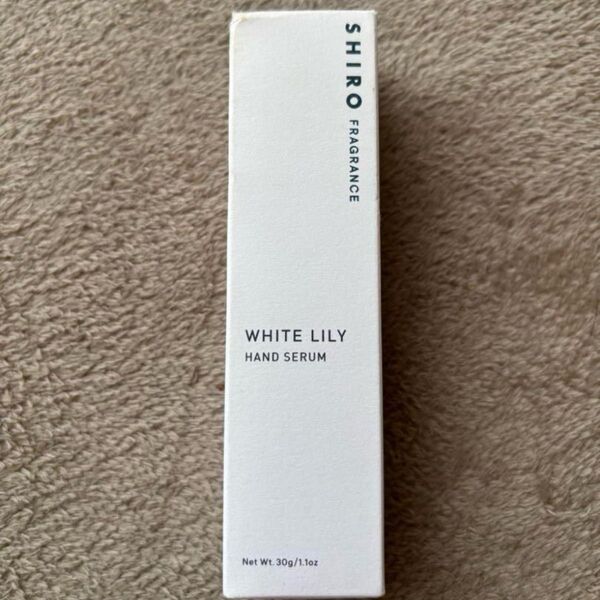 SHIRO FRAGRANCE
WHITE LILY
HAND SERUM
Net Wt. 30g/1.1oz